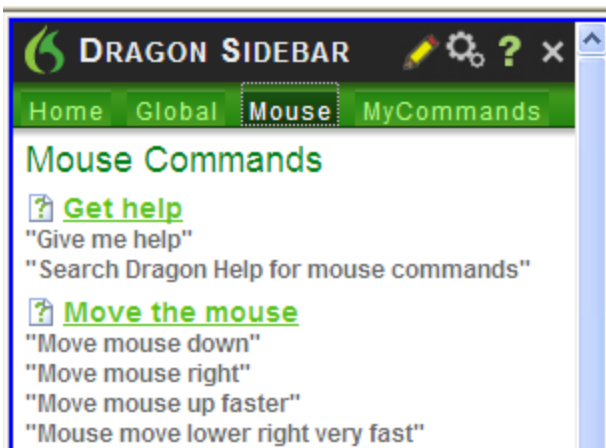 DRAGON SIDEBAR ?
Home Global Mouse MyCommands
Mouse Commands
Get help
"Give me help"
"Search Dragon Help for mouse commands"
Move the mouse
"Move mouse down"
"Move mouse right"
"Move mouse up faster"
"Mouse move lower right very fast"